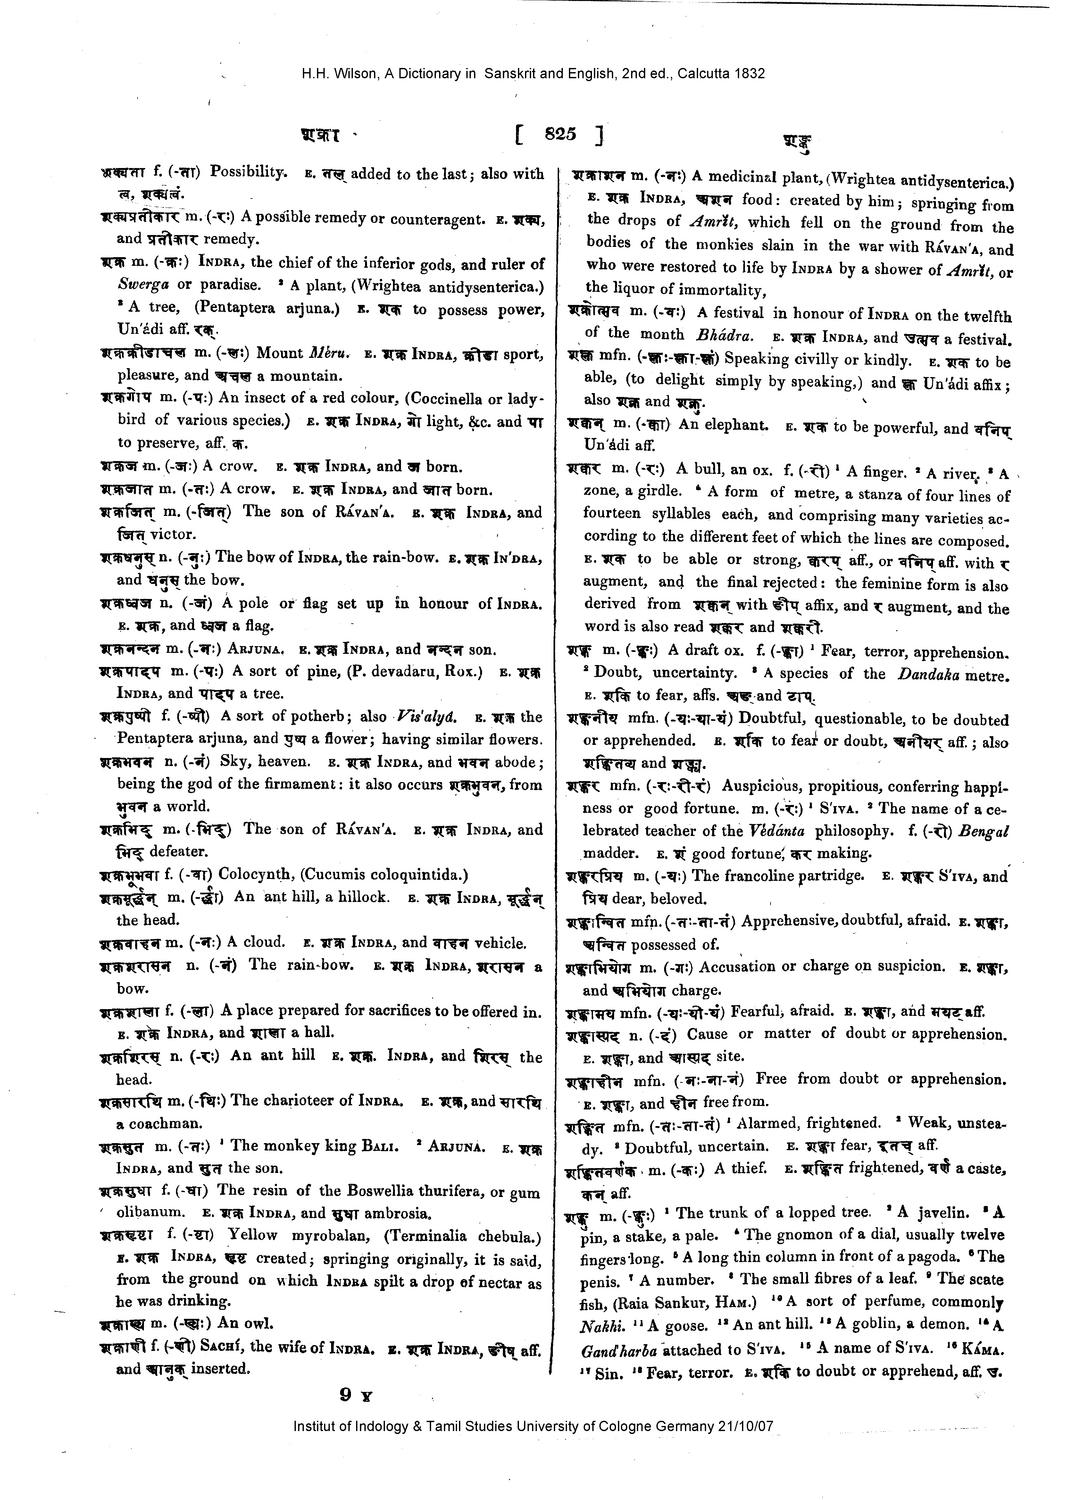 H.H. Wilson, A Dictionary in Sanskrit and English, 2nd ed., Calcutta 1832
शक्रा
[ 825 ]
शङ्कु
शक्यता f. (-ता) Possibility. E. तल् added to the last; also with
त्व, शक्यत्वं.
शक्यप्रतीकार m. (-रः) A possible remedy or counteragent. E. शक्य,
and प्रतीकार remedy.
शक्र m. (-क्रः) INDRA, the chief of the inferior gods, and ruler of
Swerga or paradise. ² A plant, (Wrightea antidysenterica.)
³ A tree, (Pentaptera arjuna.) E. शक to possess power,
Un'ádi aff. रक्.
शक्रक्रीडाचल m. (-लः) Mount Méru. E. शक्र INDRA, क्रीडा sport,
pleasure, and अचल a mountain.
शक्रगोप m. (-पः) An insect of a red colour, (Coccinella or lady-
bird of various species.) E. शक्र INDRA, गो light, &c. and पा
to preserve, aff. क.
शक्रज m. (-जः) A crow. E. शक्र INDRA, and ज born.
शक्रजात m. (-तः) A crow. E. शक्र INDRA, and जात born.
शक्रजित् m. (-जित्) The son of RÁVAN'A. E. शक्र INDRA, and
जित् victor.
शक्रधनुस् n. (-नुः) The bow of INDRA, the rain-bow. E. शक्र IN'DRA,
and धनुस् the bow.
शक्रध्वज n. (-जं) A pole or flag set up in honour of INDRA.
E. शक्र, and ध्वज a flag.
शक्रनन्दन m. (-नः) ARJUNA. E. शक्र INDRA, and नन्दन son.
शक्रपादप m. (-पः) A sort of pine, (P. devadaru, ROX.) E. शक्र
INDRA, and पादप a tree.
शक्रपुष्पी f. (-ष्पी) A sort of potherb; also Vis'alyá. E. शक्र the
Pentaptera arjuna, and पुष्प a flower; having similar flowers.
शक्रभवन n. (-नं) Sky, heaven. E. शक्र INDRA, and भवन abode;
being the god of the firmament: it also occurs शक्रभुवन, from
भुवन a world.
शक्रभिद् m. (-भिद्) The son of RÁVAN'A. E. शक्र INDRA, and
भिद् defeater.
शक्रभूभवा f. (-वा) Colocynth, (Cucumis coloquintida.)
शक्रमूर्द्धन् m. (-र्द्धा) An ant hill, a hillock. E. शक्र INDRA, मूर्द्धन्
the head.
शक्रवाहन m. (-नः) A cloud. E. शक्र INDRA, and वाहन vehicle.
शक्रशरासन n. (-नं) The rain-bow. E. शक्र INDRA, शरासन a
bow.
शक्रशाला f. (-ला) A place prepared for sacrifices to be offered in.
E. शक्र INDRA, and शाला a hall.
शक्रशिरस् n. (-रः) An ant hill E. शक्र. INDRA, and शिरस् the
head.
शक्रसारथि m. (-थिः) The charioteer of INDRA. E. शक्र, and सारथि
a coachman.
शक्रसुत m. (-तः) ¹ The monkey king BALI. ² ARJUNA. E. शक्र
INDRA, and सुत the son.
शक्रसुधा f. (-धा) The resin of the Boswellia thurifera, or gum
olibanum. E. शक्र INDRA, and सुधा ambrosia.
शक्रसृष्टा f. (-ष्टा) Yellow myrobalan, (Terminalia chebula.)
E. शक्र INDRA, सृष्ट created; springing originally, it is said,
from the ground on which INDRA spilt a drop of nectar as
he was drinking.
शक्राख्य m. (-ख्यः) An owl.
शक्राणी f. (-णी) SACHÍ, the wife of INDRA. E. शक्र INDRA, ङीष् aff.
and आनुक् inserted.
9 Y
शक्राशन m. (-नः) A medicinal plant, (Wrightea antidysenterica.)
E. शक्र INDRA, अशन food: created by him; springing from
the drops of Amrĭt, which fell on the ground from the
bodies of the monkies slain in the war with RÁVAN'A, and
who were restored to life by INDRA by a shower of Amrĭt, or
the liquor of immortality,
शक्रोत्सव m. (-वः) A festival in honour of INDRA on the twelfth
of the month Bhádra. E. शक्र INDRA, and उत्सव a festival.
शक्ल mfn. (-क्लः-क्ला-क्लं) Speaking civilly or kindly. E. शक to be
able, (to delight simply by speaking,) and क्ल Un'ádi affix;
also शक्न and शक्नु.
शक्वन् m. (-क्वा) An elephant. E. शक to be powerful, and वनिप्
Un'ádi aff.
शक्वर m. (-रः) A bull, an ox. f. (-री) ¹ A finger. ² A river. ³ A
zone, a girdle. ⁴ A form of metre, a stanza of four lines of
fourteen syllables each, and comprising many varieties ac-
cording to the different feet of which the lines are composed.
E. शक to be able or strong, क्वरप् aff., or वनिप् aff. with र
augment, and the final rejected: the feminine form is also
derived from शक्वन् with ङीप् affix, and र augment, and the
word is also read शक्कर and शक्करी.
शङ्क m. (-ङ्कः) A draft ox. f. (-ङ्का) ¹ Fear, terror, apprehension.
² Doubt, uncertainty. ³ A species of the Dandaka metre.
E. शकि to fear, affs. अङ and टाप्.
शङ्कनीय mfn. (-यः-या-यं) Doubtful, questionable, to be doubted
or apprehended. E. शकि to fear or doubt, अनीयर् aff.; also
शङ्कितव्य and शङ्क्य.
शङ्कर mfn. (-रः-री-रं) Auspicious, propitious, conferring happi-
ness or good fortune. m. (-रः) ¹ S'IVA. ² The name of a ce-
lebrated teacher of the Védánta philosophy. f. (-री) Bengal
madder. E. शं good fortune, कर making.
शङ्करप्रिय m. (-यः) The francoline partridge. E. शङ्कर S'IVA, and
प्रिय dear, beloved.
शङ्कान्वित mfn. (-तः-ता-तं) Apprehensive, doubtful, afraid. E. शङ्का,
अन्वित possessed of.
शङ्काभियोग m. (-गः) Accusation or charge on suspicion. E. शङ्का,
and अभियोग charge.
शङ्कामय mfn. (-यः-यी-यं) Fearful, afraid. E. शङ्का, and मयट् aff.
शङ्कास्पद n. (-दं) Cause or matter of doubt or apprehension.
E. शङ्का, and आस्पद site.
शङ्काहीन mfn. (-नः-ना-नं) Free from doubt or apprehension.
E. शङ्का, and हीन free from.
शङ्कित mfn. (-तः-ता-तं) ¹ Alarmed, frightened. ² Weak, unstea-
dy. ³ Doubtful, uncertain. E. शङ्का fear, इतच् aff.
शङ्कितवर्णक m. (-कः) A thief. E. शङ्कित frightened, वर्ण a caste,
कन् aff.
शङ्कु m. (-ङ्कुः) ¹ The trunk of a lopped tree. ² A javelin. ³ A
pin, a stake, a pale. ⁴ The gnomon of a dial, usually twelve
fingers long. ⁵ A long thin column in front of a pagoda. ⁶ The
penis. ⁷ A number. ⁸ The small fibres of a leaf. ⁹ The scate
fish, (Raia Sankur, HAM.) ¹⁰ A sort of perfume, commonly
Nakhi. ¹¹ A goose. ¹² An ant hill. ¹³ A goblin, a demon. ¹⁴ A
Gand'harba attached to S'IVA. ¹⁵ A name of S'IVA. ¹⁶ KÁMA.
¹⁷ Sin. ¹⁸ Fear, terror. E. शकि to doubt or apprehend, aff. उ.
Institut of Indology & Tamil Studies University of Cologne Germany 21/10/07